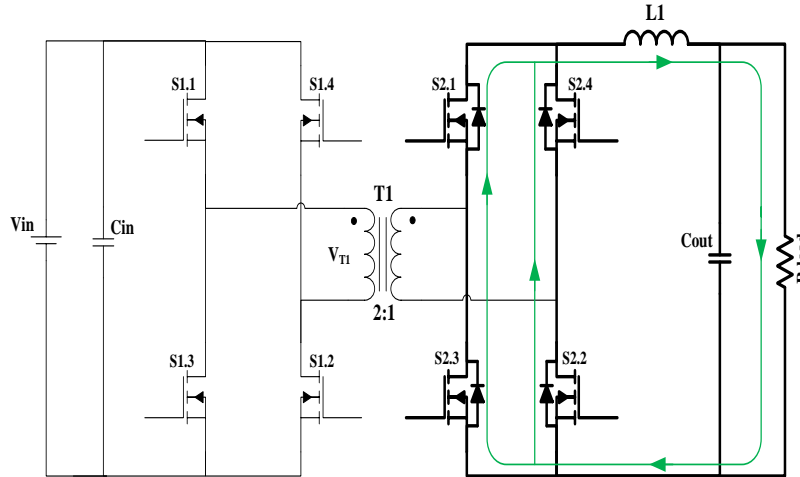 L1
S1.1
S1.4
S2.1
S2.4
T1
Vin
Cin
VT1
Cout
2:1
S1.3
S1.2
S2.3
S2.2